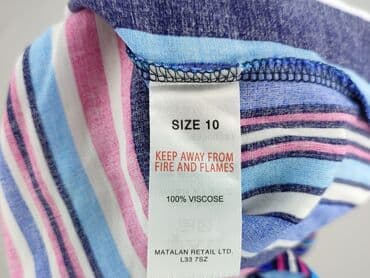 SIZE 10
KEEP AWAY FROM
FIRE AND FLAMES
100% VISCOSE
MATALAN RETAIL LTD.
L33 7SZ